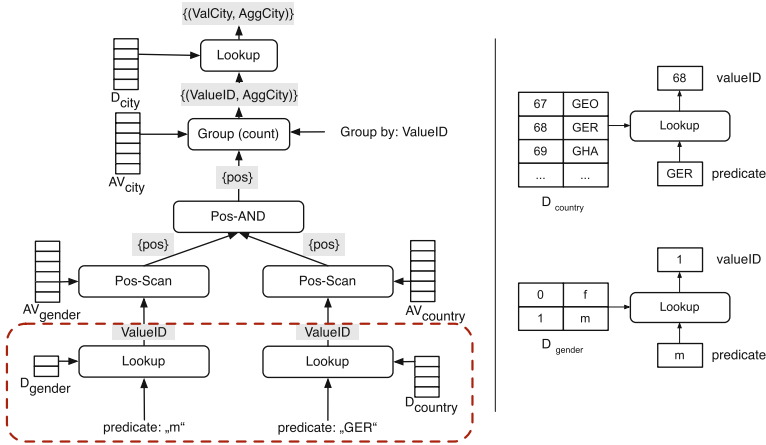 {(ValCity, AggCity)}
Lookup
D city
{(ValueID, AggCity)}
Group (count)
Group by: ValueID
AV city
{pos}
Pos-AND
{pos}
{pos}
Pos-Scan
Pos-Scan
AV gender
AV country
ValueID
ValueID
Lookup
Lookup
D gender
D country
predicate: „m“
predicate: „GER“
68
valueID
67 GEO
68 GER
69 GHA
... ...
Lookup
GER
predicate
D country
1
valueID
0 f
1 m
Lookup
D gender
m
predicate